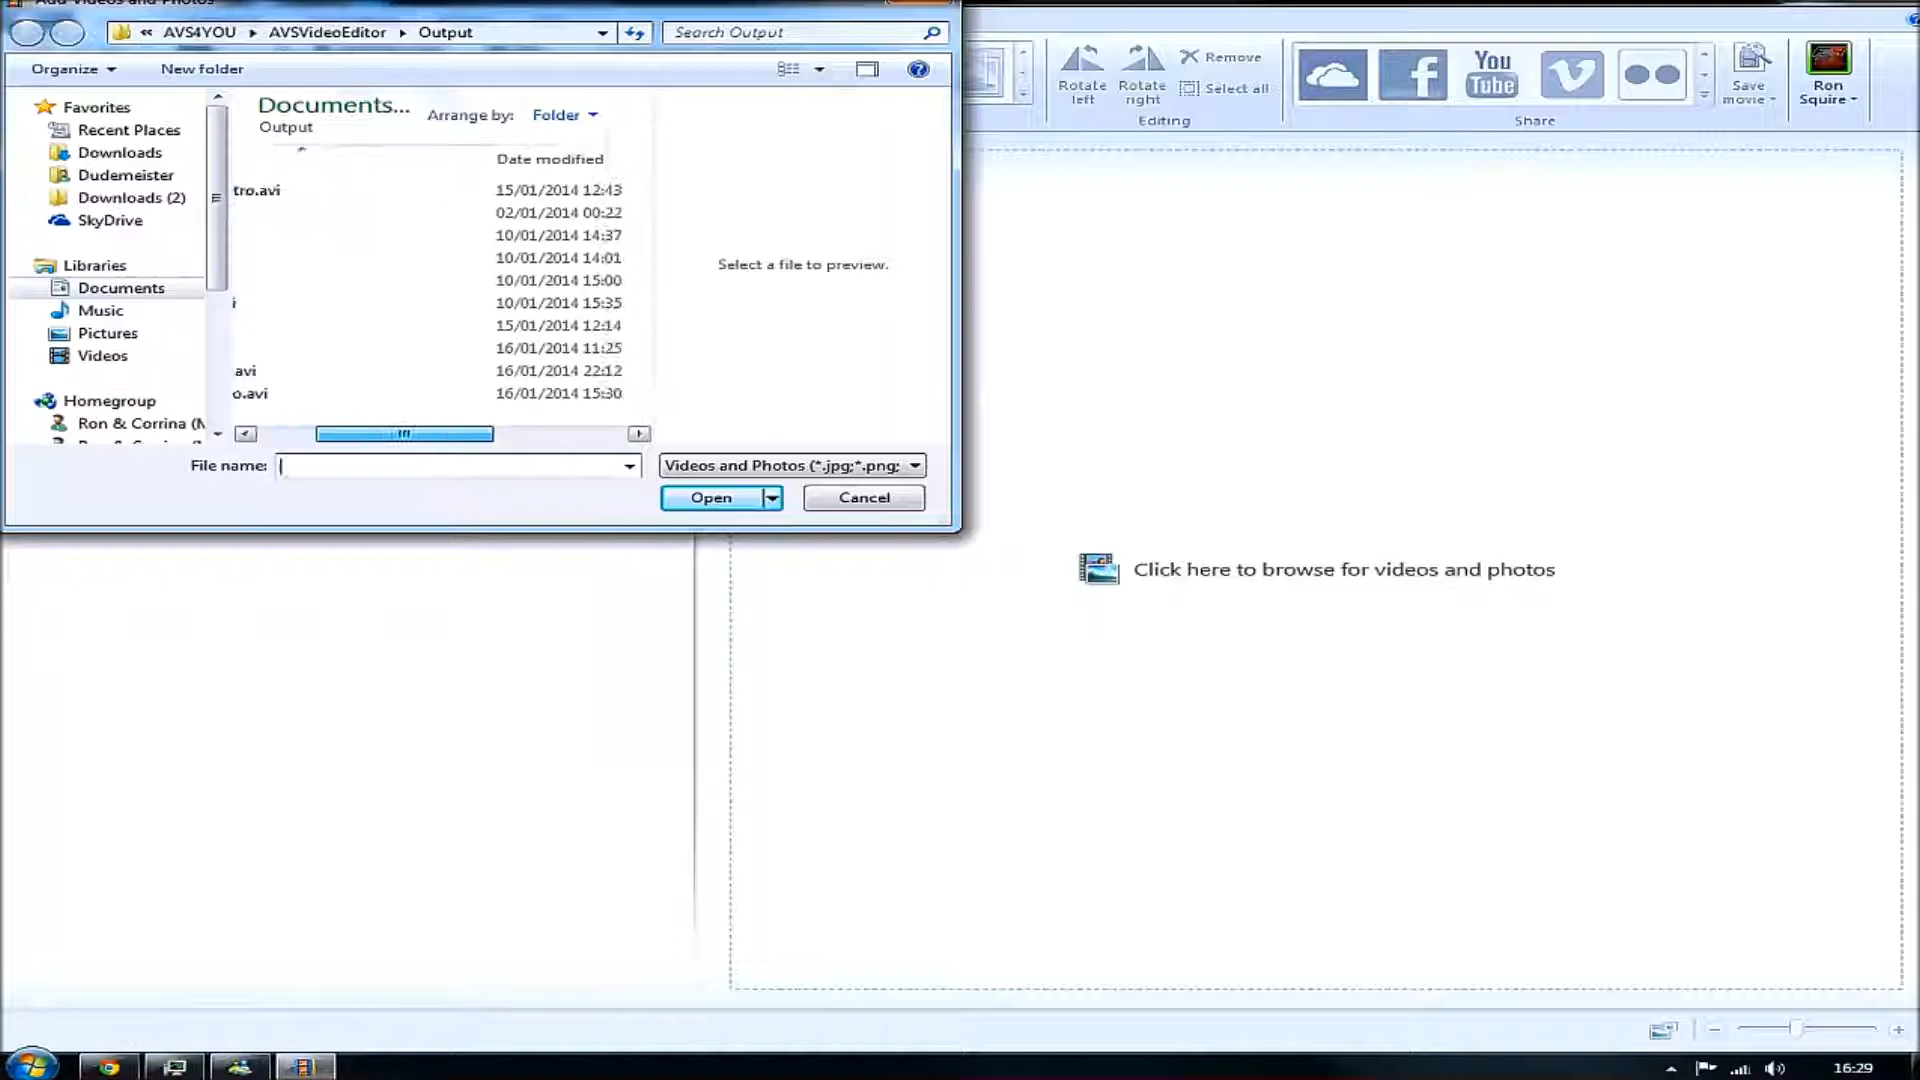 Add Videos and Photos
« AVS4YOU ▸ AVSVideoEditor ▸ Output
Search Output
Organize
New folder
Favorites
Recent Places
Downloads
Dudemeister
Downloads (2)
SkyDrive
Libraries
Documents
Music
Pictures
Videos
Homegroup
Ron & Corrina (M
Documents...
Output
Arrange by: Folder
Date modified
tro.avi 15/01/2014 12:43
02/01/2014 00:22
10/01/2014 14:37
10/01/2014 14:01
10/01/2014 15:00
i 10/01/2014 15:35
15/01/2014 12:14
16/01/2014 11:25
.avi 16/01/2014 22:12
o.avi 16/01/2014 15:30
Select a file to preview.
File name:
Videos and Photos (*.jpg;*.png;
Open
Cancel
Rotate left
Rotate right
Remove
Select all
Editing
f
You Tube
v
Share
Save movie
Ron Squire
Click here to browse for videos and photos
16:29